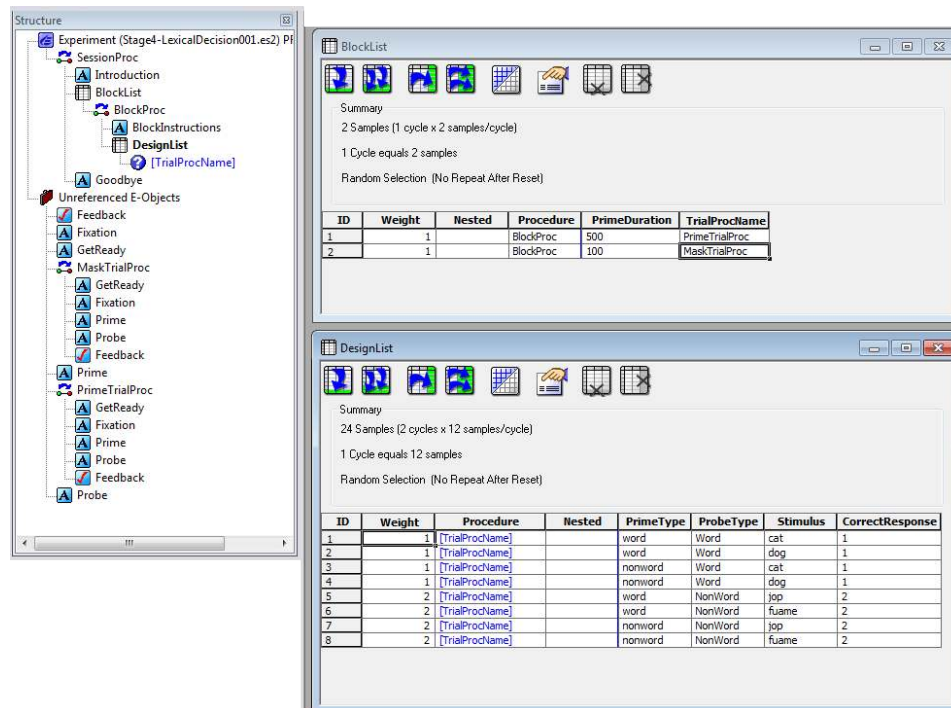 Structure
Experiment (Stage4-LexicalDecision001.es2)
SessionProc
Introduction
BlockList
BlockProc
BlockInstructions
DesignList
[TrialProcName]
Goodbye
Unreferenced E-Objects
Feedback
Fixation
GetReady
MaskTrialProc
GetReady
Fixation
Prime
Probe
Feedback
Prime
PrimeTrialProc
GetReady
Fixation
Prime
Probe
Feedback
Probe
BlockList
Summary
2 Samples (1 cycle x 2 samples/cycle)
1 Cycle equals 2 samples
Random Selection (No Repeat After Reset)
ID Weight Nested Procedure PrimeDuration TrialProcName
1 1 BlockProc 500 PrimeTrialProc
2 1 BlockProc 100 MaskTrialProc
DesignList
Summary
24 Samples (2 cycles x 12 samples/cycle)
1 Cycle equals 12 samples
Random Selection (No Repeat After Reset)
ID Weight Procedure Nested PrimeType ProbeType Stimulus CorrectResponse
1 1 [TrialProcName] word Word cat 1
2 1 [TrialProcName] word Word dog 1
3 1 [TrialProcName] nonword Word cat 1
4 1 [TrialProcName] nonword Word dog 1
5 2 [TrialProcName] word NonWord jop 2
6 2 [TrialProcName] word NonWord fuame 2
7 2 [TrialProcName] nonword NonWord jop 2
8 2 [TrialProcName] nonword NonWord fuame 2